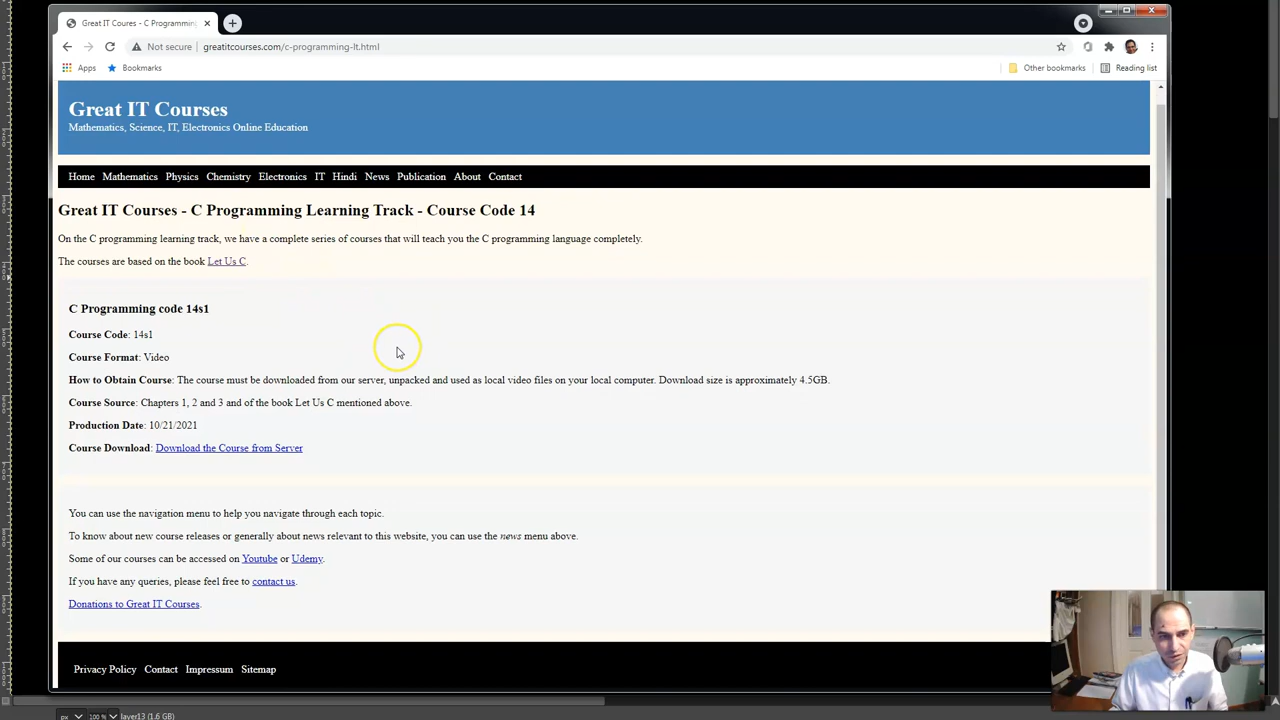 Great IT Coures - C Programmin
Not secure
greatitcourses.com/c-programming-lt.html
Apps
Bookmarks
Other bookmarks
Reading list
Great IT Courses
Mathematics, Science, IT, Electronics Online Education
Home Mathematics Physics Chemistry Electronics IT Hindi News Publication About Contact
Great IT Courses - C Programming Learning Track - Course Code 14
On the C programming learning track, we have a complete series of courses that will teach you the C programming language completely.
The courses are based on the book Let Us C.
C Programming code 14s1
Course Code: 14s1
Course Format: Video
How to Obtain Course: The course must be downloaded from our server, unpacked and used as local video files on your local computer. Download size is approximately 4.5GB.
Course Source: Chapters 1, 2 and 3 and of the book Let Us C mentioned above.
Production Date: 10/21/2021
Course Download: Download the Course from Server
You can use the navigation menu to help you navigate through each topic.
To know about new course releases or generally about news relevant to this website, you can use the news menu above.
Some of our courses can be accessed on Youtube or Udemy.
If you have any queries, please feel free to contact us.
Donations to Great IT Courses.
Privacy Policy Contact Impressum Sitemap
px 100 % layer13 (1.6 GB)